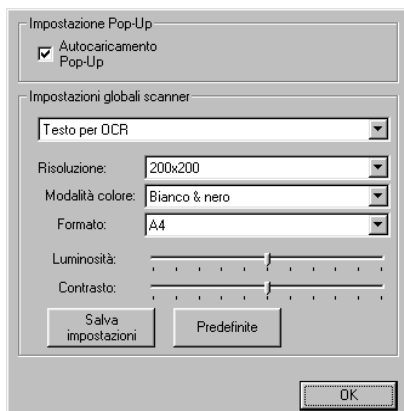 Impostazione Pop-Up
Autocaricamento
Pop-Up
Impostazioni globali scanner
Testo per OCR
Risoluzione: 200x200
Modalità colore: Bianco & nero
Formato: A4
Luminosità:
Contrasto:
Salva
impostazioni
Predefinite
OK